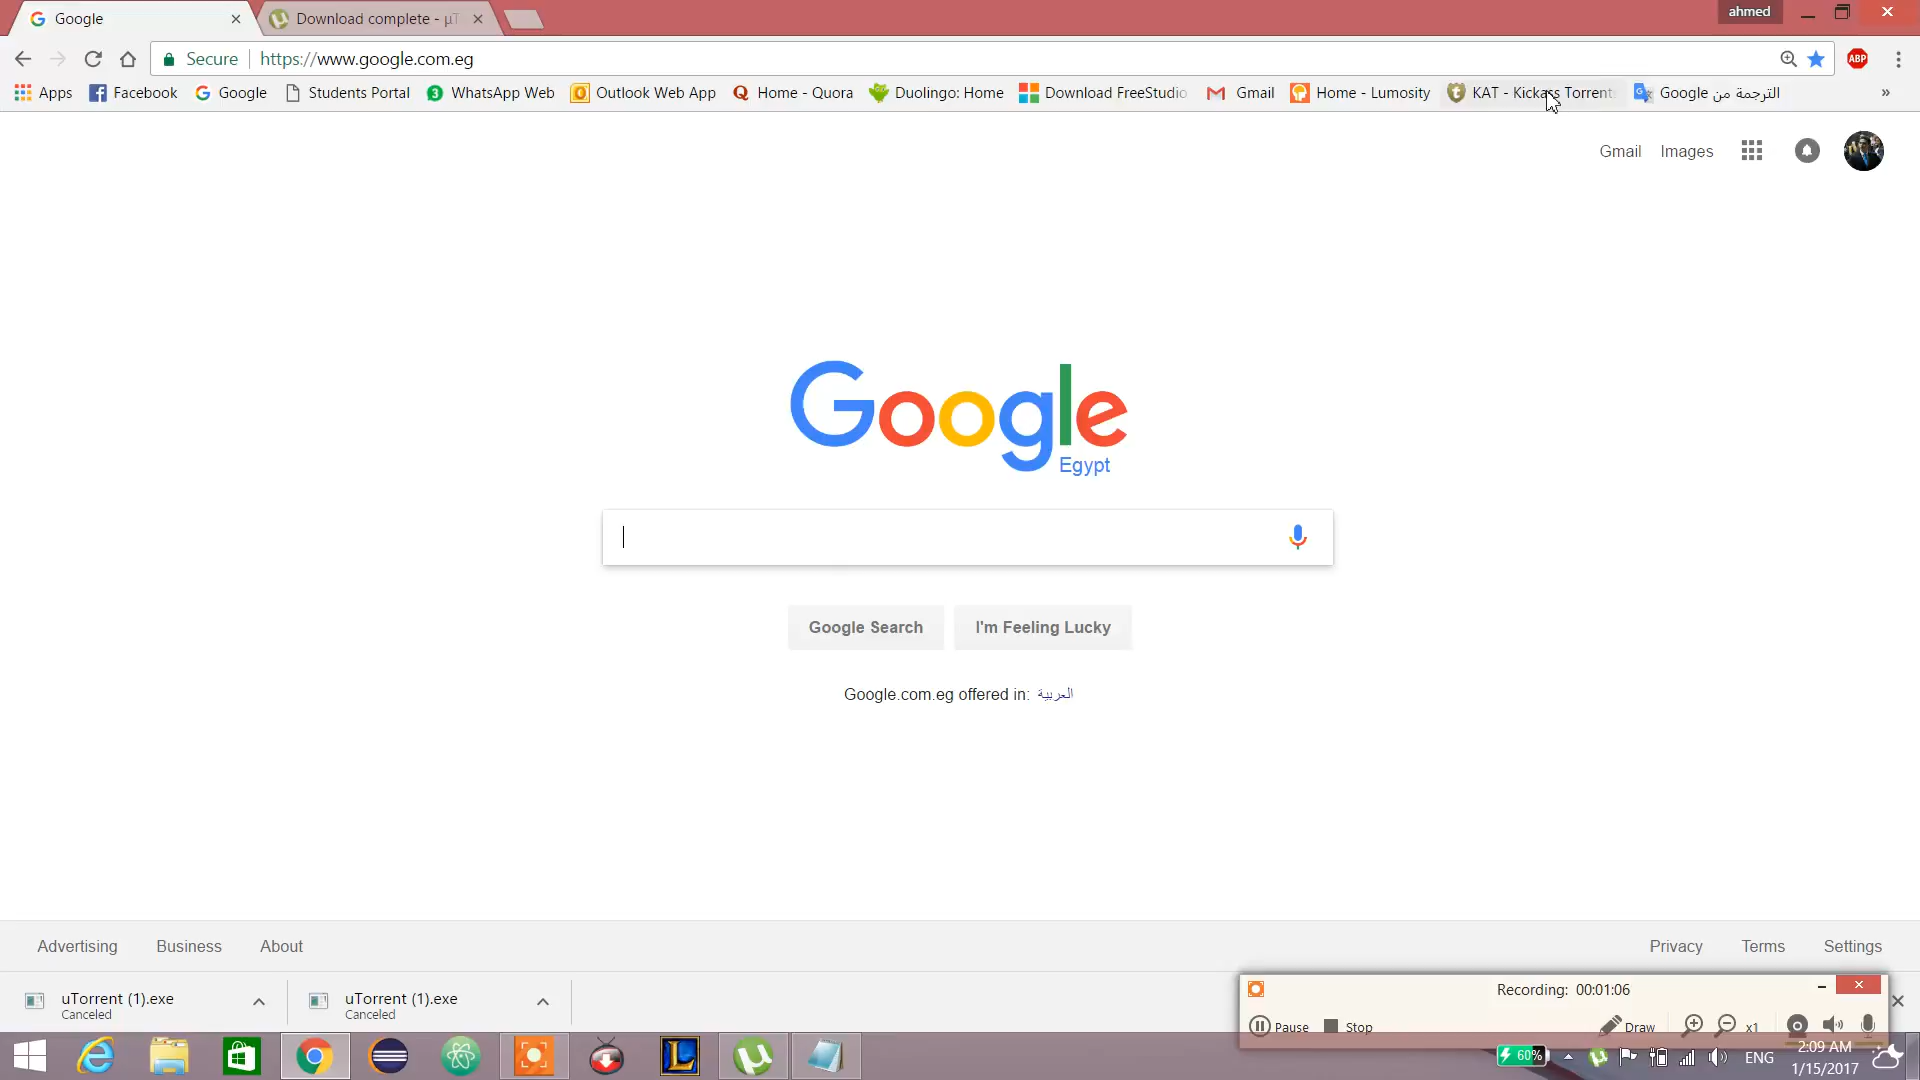 Google
Download complete - µT
ahmed
Secure
https://www.google.com.eg
ABP
Apps
Facebook
Google
Students Portal
3
WhatsApp Web
Outlook Web App
Home - Quora
Duolingo: Home
Download FreeStudio
Gmail
Home - Lumosity
KAT - Kickass Torrents
الترجمة من Google
»
Gmail
Images
Google
Egypt
Google Search
I'm Feeling Lucky
Google.com.eg offered in: العربية
Advertising
Business
About
Privacy
Terms
Settings
uTorrent (1).exe
Canceled
uTorrent (1).exe
Canceled
Recording: 00:01:06
Pause
Stop
Draw
x1
60%
ENG
2:09 AM
1/15/2017